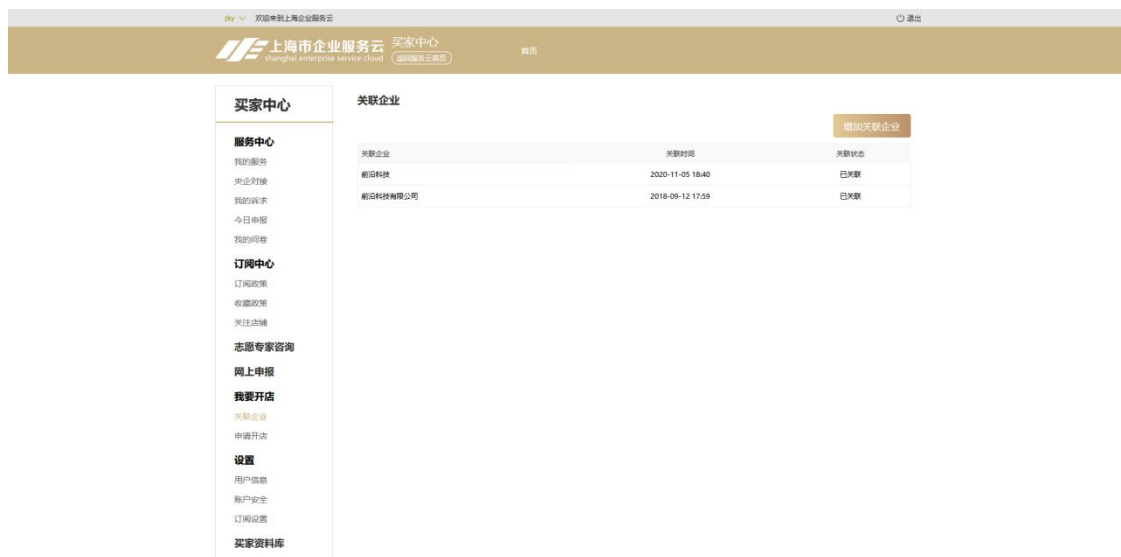 zky 欢迎来到上海企业服务云 退出
上海市企业服务云 买家中心
shanghai enterprise service cloud 返回服务云首页
首页
买家中心
服务中心
我的服务
央企对接
我的诉求
今日申报
我的问卷
订阅中心
订阅政策
收藏政策
关注店铺
志愿专家咨询
网上申报
我要开店
关联企业
申请开店
设置
用户信息
账户安全
订阅设置
买家资料库
关联企业
增加关联企业
关联企业 关联时间 关联状态
前沿科技 2020-11-05 18:40 已关联
前沿科技有限公司 2018-09-12 17:59 已关联